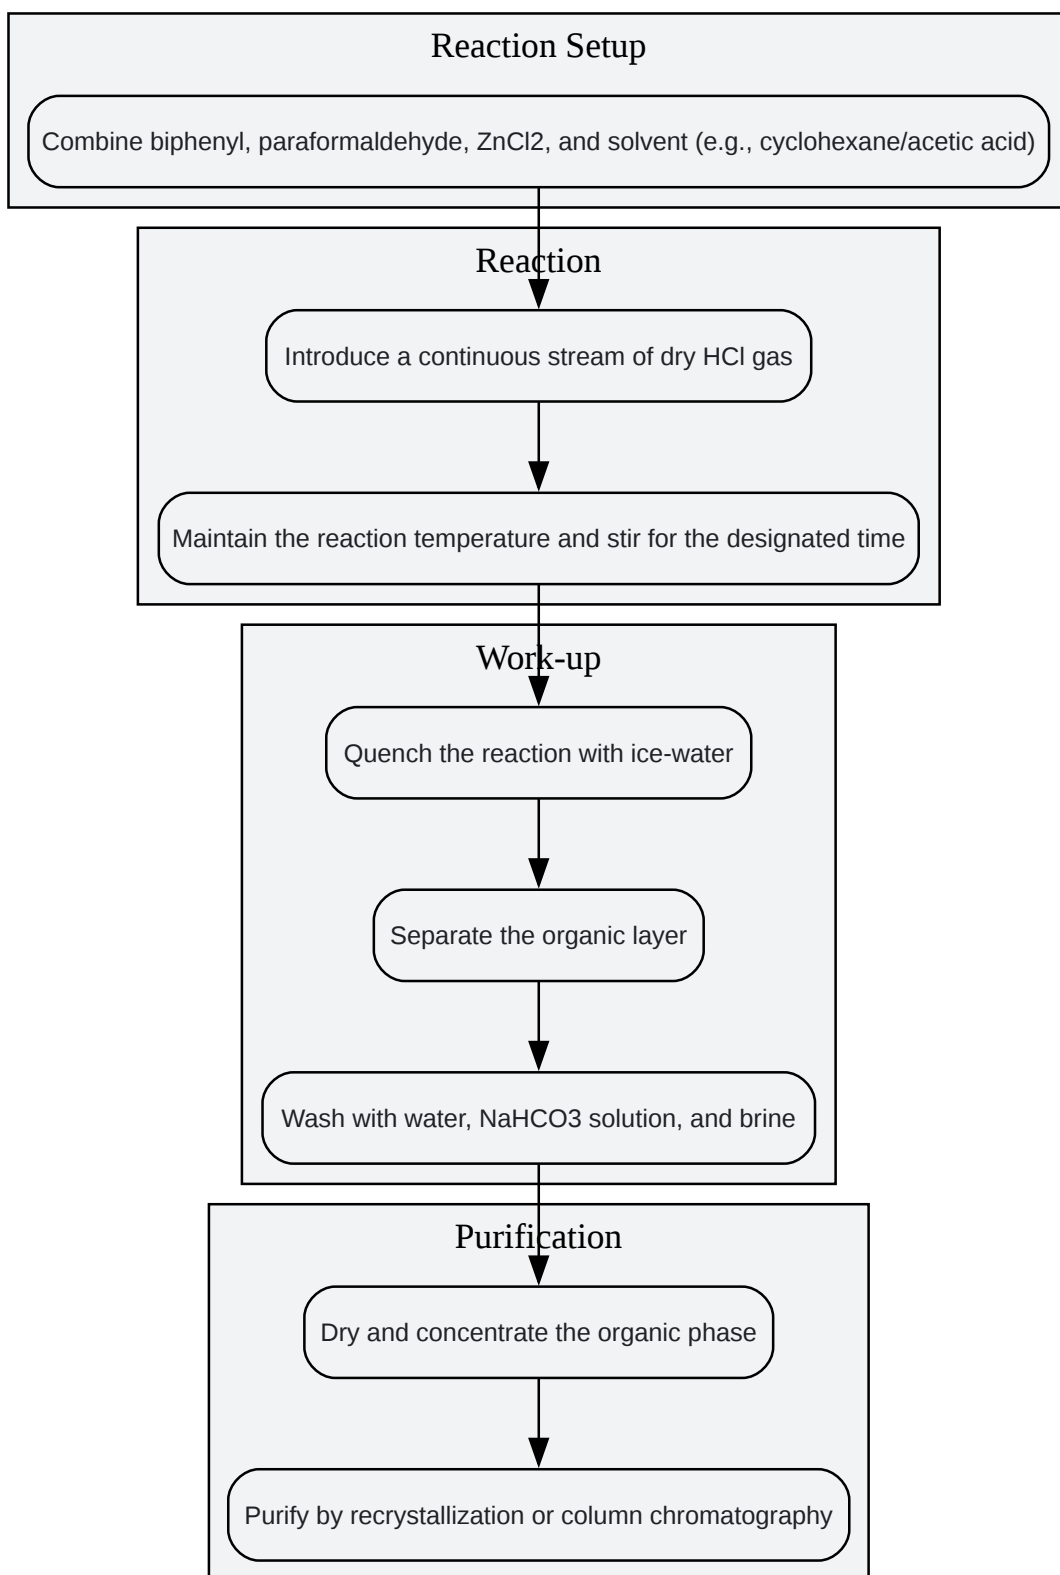 Reaction Setup
Combine biphenyl, paraformaldehyde, ZnCl2, and solvent (e.g., cyclohexane/acetic acid)
Reaction
Introduce a continuous stream of dry HCl gas
Maintain the reaction temperature and stir for the designated time
Work-up
Quench the reaction with ice-water
Separate the organic layer
Wash with water, NaHCO3 solution, and brine
Purification
Dry and concentrate the organic phase
Purify by recrystallization or column chromatography